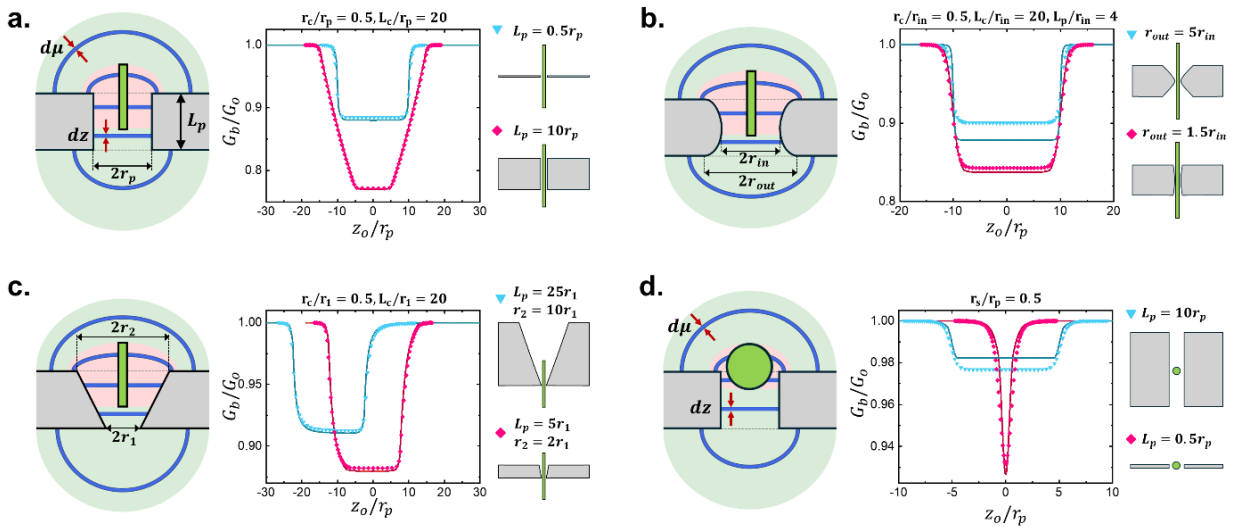 a.
dμ
dz
L_p
2r_p
r_c/r_p = 0.5, L_c/r_p = 20
G_b/G_o
1.0
0.9
0.8
-30 -20 -10 0 10 20 30
z_o/r_p
L_p = 0.5r_p
L_p = 10r_p
b.
2r_in
2r_out
r_c/r_in = 0.5, L_c/r_in = 20, L_p/r_in = 4
G_b/G_o
1.0
0.9
0.8
-20 -10 0 10 20
z_o/r_p
r_out = 5r_in
r_out = 1.5r_in
c.
2r_2
2r_1
r_c/r_1 = 0.5, L_c/r_1 = 20
G_b/G_o
1.00
0.95
0.90
-30 -20 -10 0 10 20 30
z_o/r_p
L_p = 25r_1
r_2 = 10r_1
L_p = 5r_1
r_2 = 2r_1
d.
dμ
dz
r_s/r_p = 0.5
G_b/G_o
1.00
0.98
0.96
0.94
-10 -5 0 5 10
z_o/r_p
L_p = 10r_p
L_p = 0.5r_p